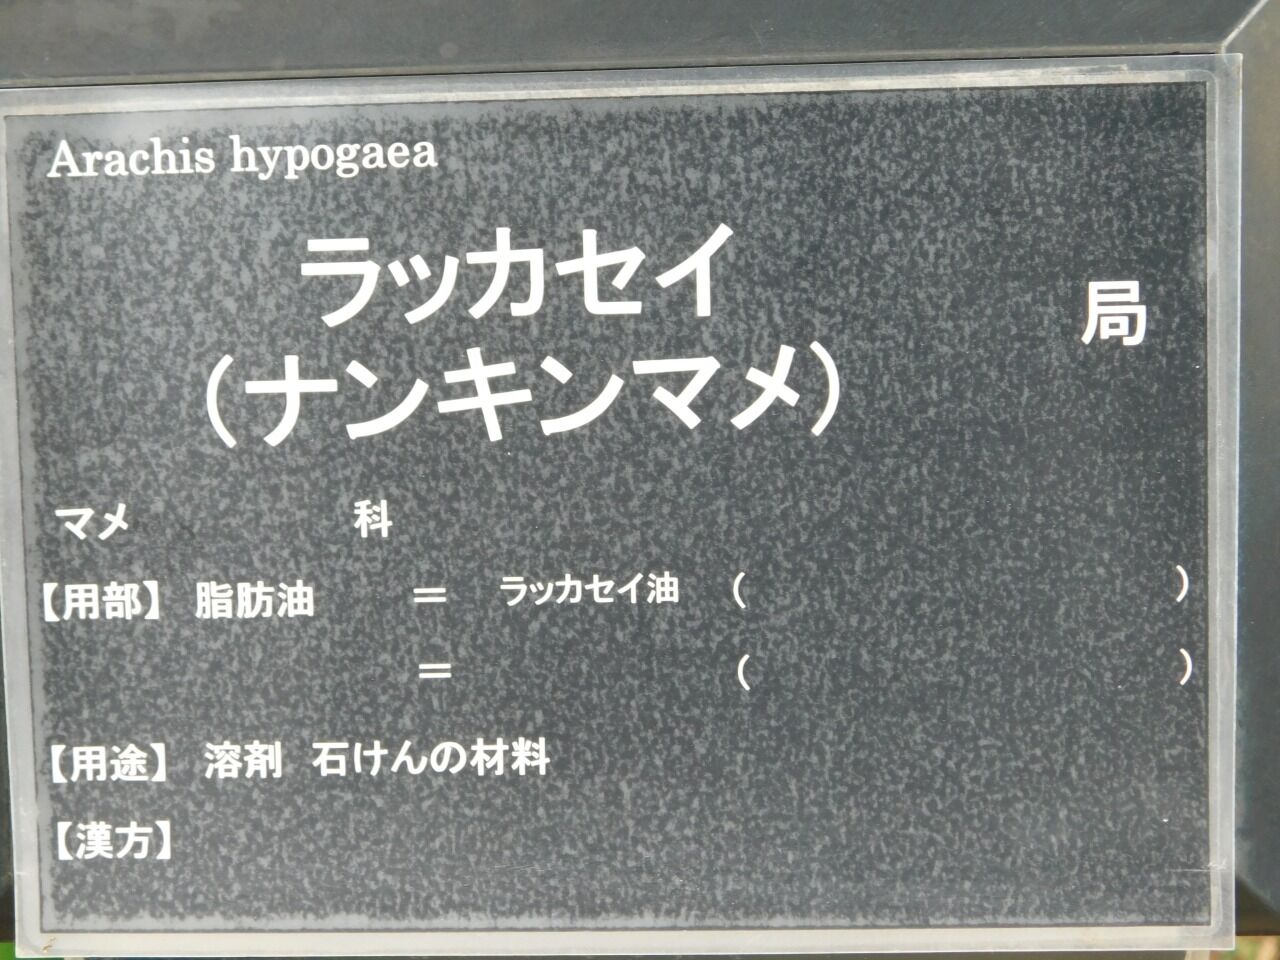 Arachis hypogaea
ラッカセイ
局
(ナンキンマメ)
マメ 科
【用部】 脂肪油 = ラッカセイ油 ( )
= ( )
【用途】 溶剤 石けんの材料
【漢方】